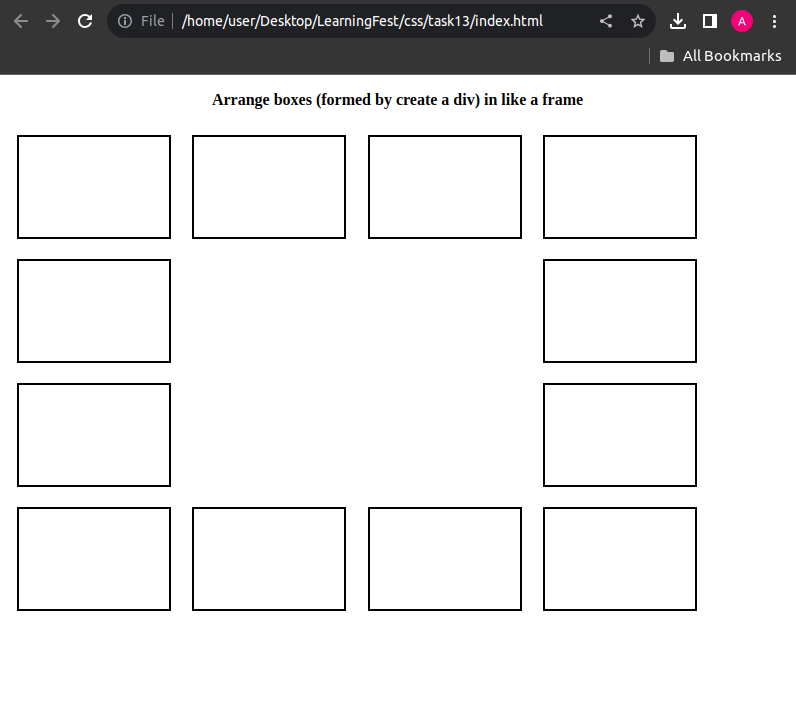 File /home/user/Desktop/LearningFest/css/task13/index.html
A
All Bookmarks
Arrange boxes (formed by create a div) in like a frame